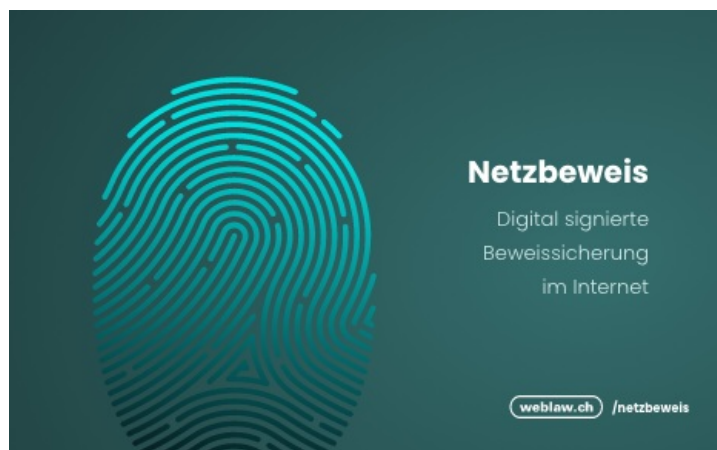 Netzbeweis
Digital signierte
Beweissicherung
im Internet
weblaw.ch /netzbeweis